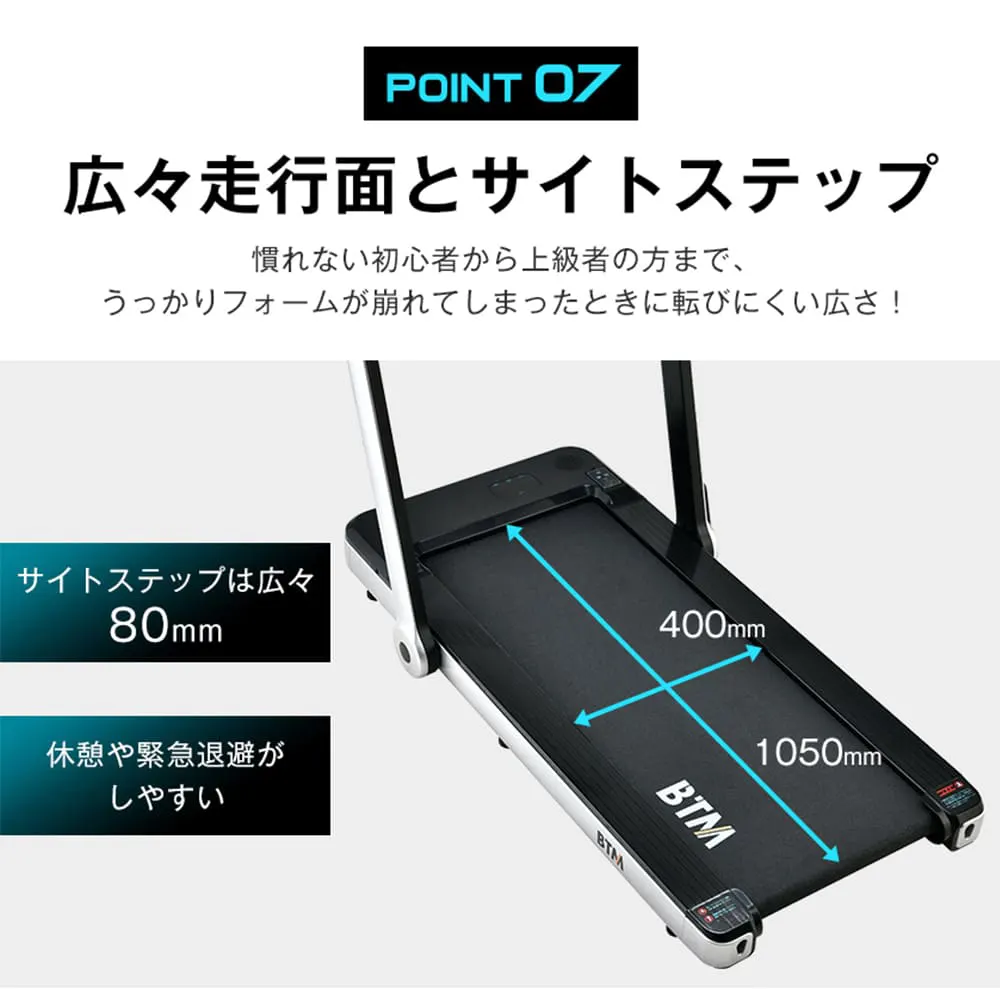 POINT 07
広々走行面とサイトステップ
慣れない初心者から上級者の方まで、
うっかりフォームが崩れてしまったときに転びにくい広さ！
サイトステップは広々
80mm
休憩や緊急退避が
しやすい
400mm
1050mm
BTM
BTM